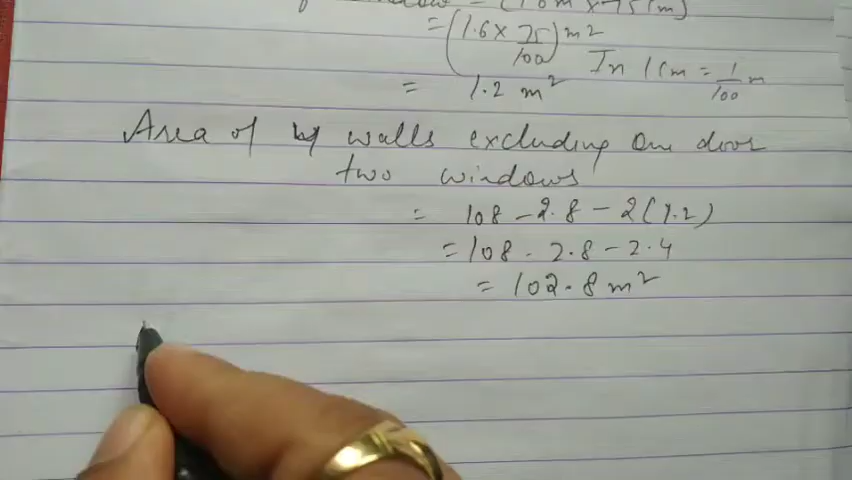 = (1.6 × 75/100) m²
In 1 cm = 1/100 m
= 1.2 m²
Area of 4 walls excluding One door
two windows
= 108 - 2.8 - 2(1.2)
= 108 - 2.8 - 2.4
= 102.8 m²